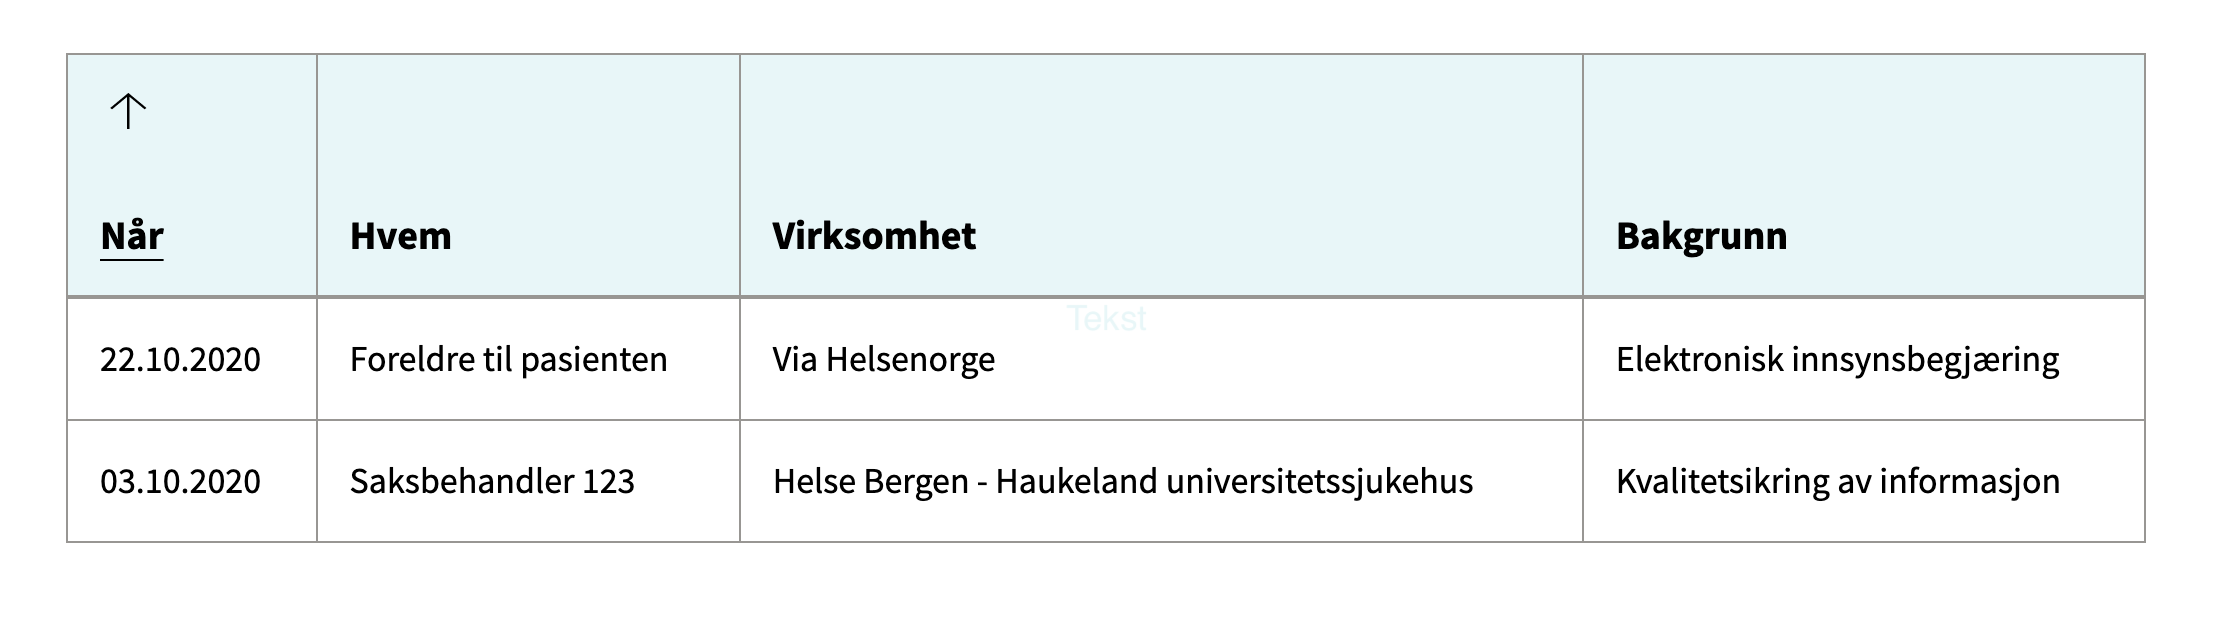 Når Hvem Virksomhet Bakgrunn
Tekst
22.10.2020 Foreldre til pasienten Via Helsenorge Elektronisk innsynsbegjæring
03.10.2020 Saksbehandler 123 Helse Bergen - Haukeland universitetssjukehus Kvalitetsikring av informasjon